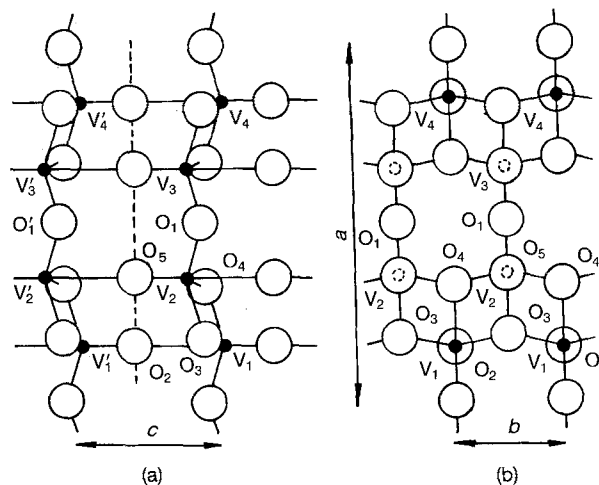 V'4 V4
V'3 V3
O'1 O1
O5 O4
V'2 V2
V'1 O2 O3 V1
c
(a)
a
V4 V4
V3
O1 O1
O4 O5 O4
V2 V2
O3 O3
V1 O2 V1 O
b
(b)